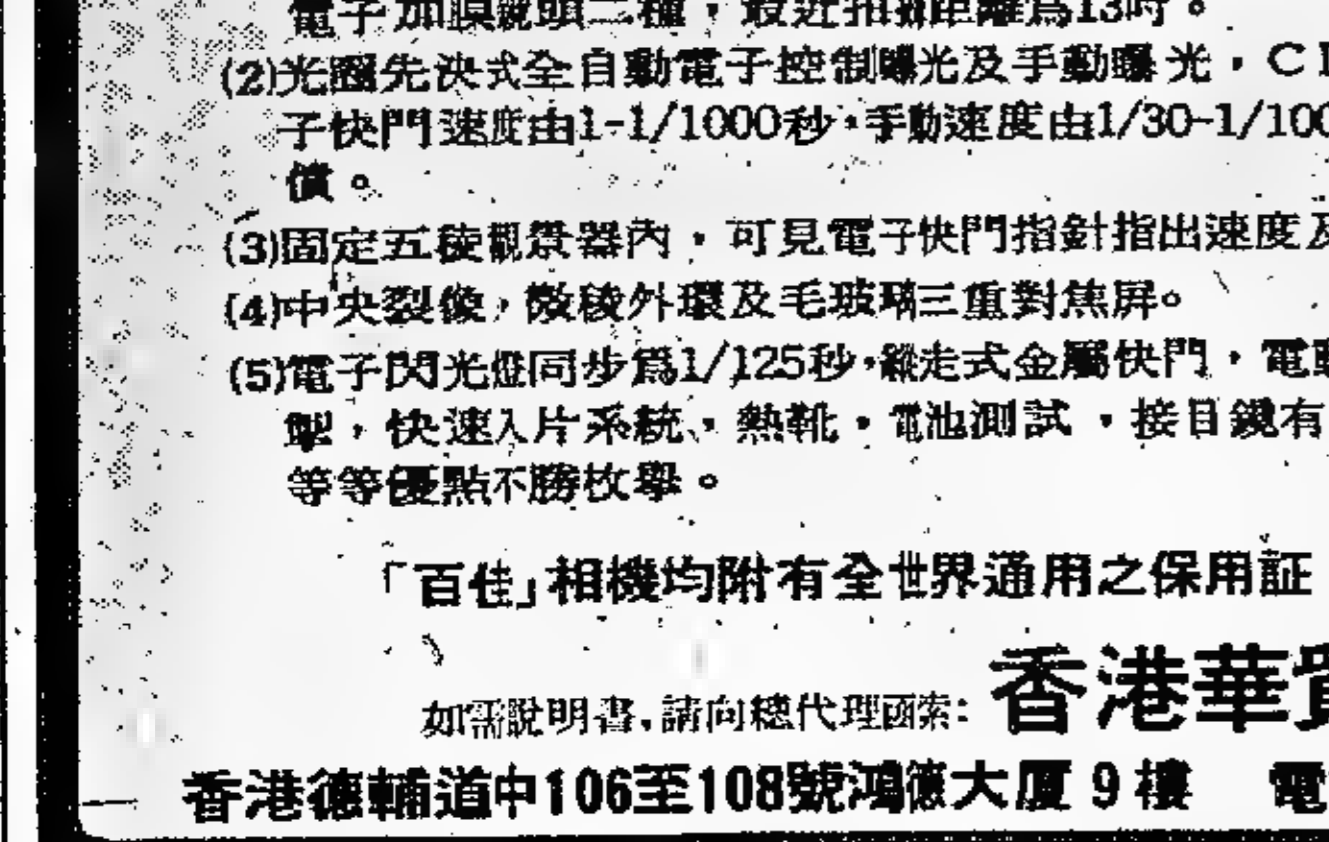 電子加膜鏡頭二種，最近拍攝距離爲13吋。
(2)光圈先決式全自動電子控制曝光及手動曝光，C
子快門速度由1-1/1000秒，手動速度由1/30-1/100
償。
(3)固定五稜觀景器內，可見電子快門指針指出速度及
(4)中央裂像，微稜外環及毛玻璃三重對焦屏。
(5)電子閃光燈同步爲1/125秒，縱走式金屬快門，電動
掣，快速入片系統、熱靴，電池測試，接目鏡有
等等優點不勝枚舉。
「百佳」相機均附有全世界通用之保用証
香港華貿
如需說明書，請向總代理函索：
香港德輔道中106至108號鴻德大厦9樓 電